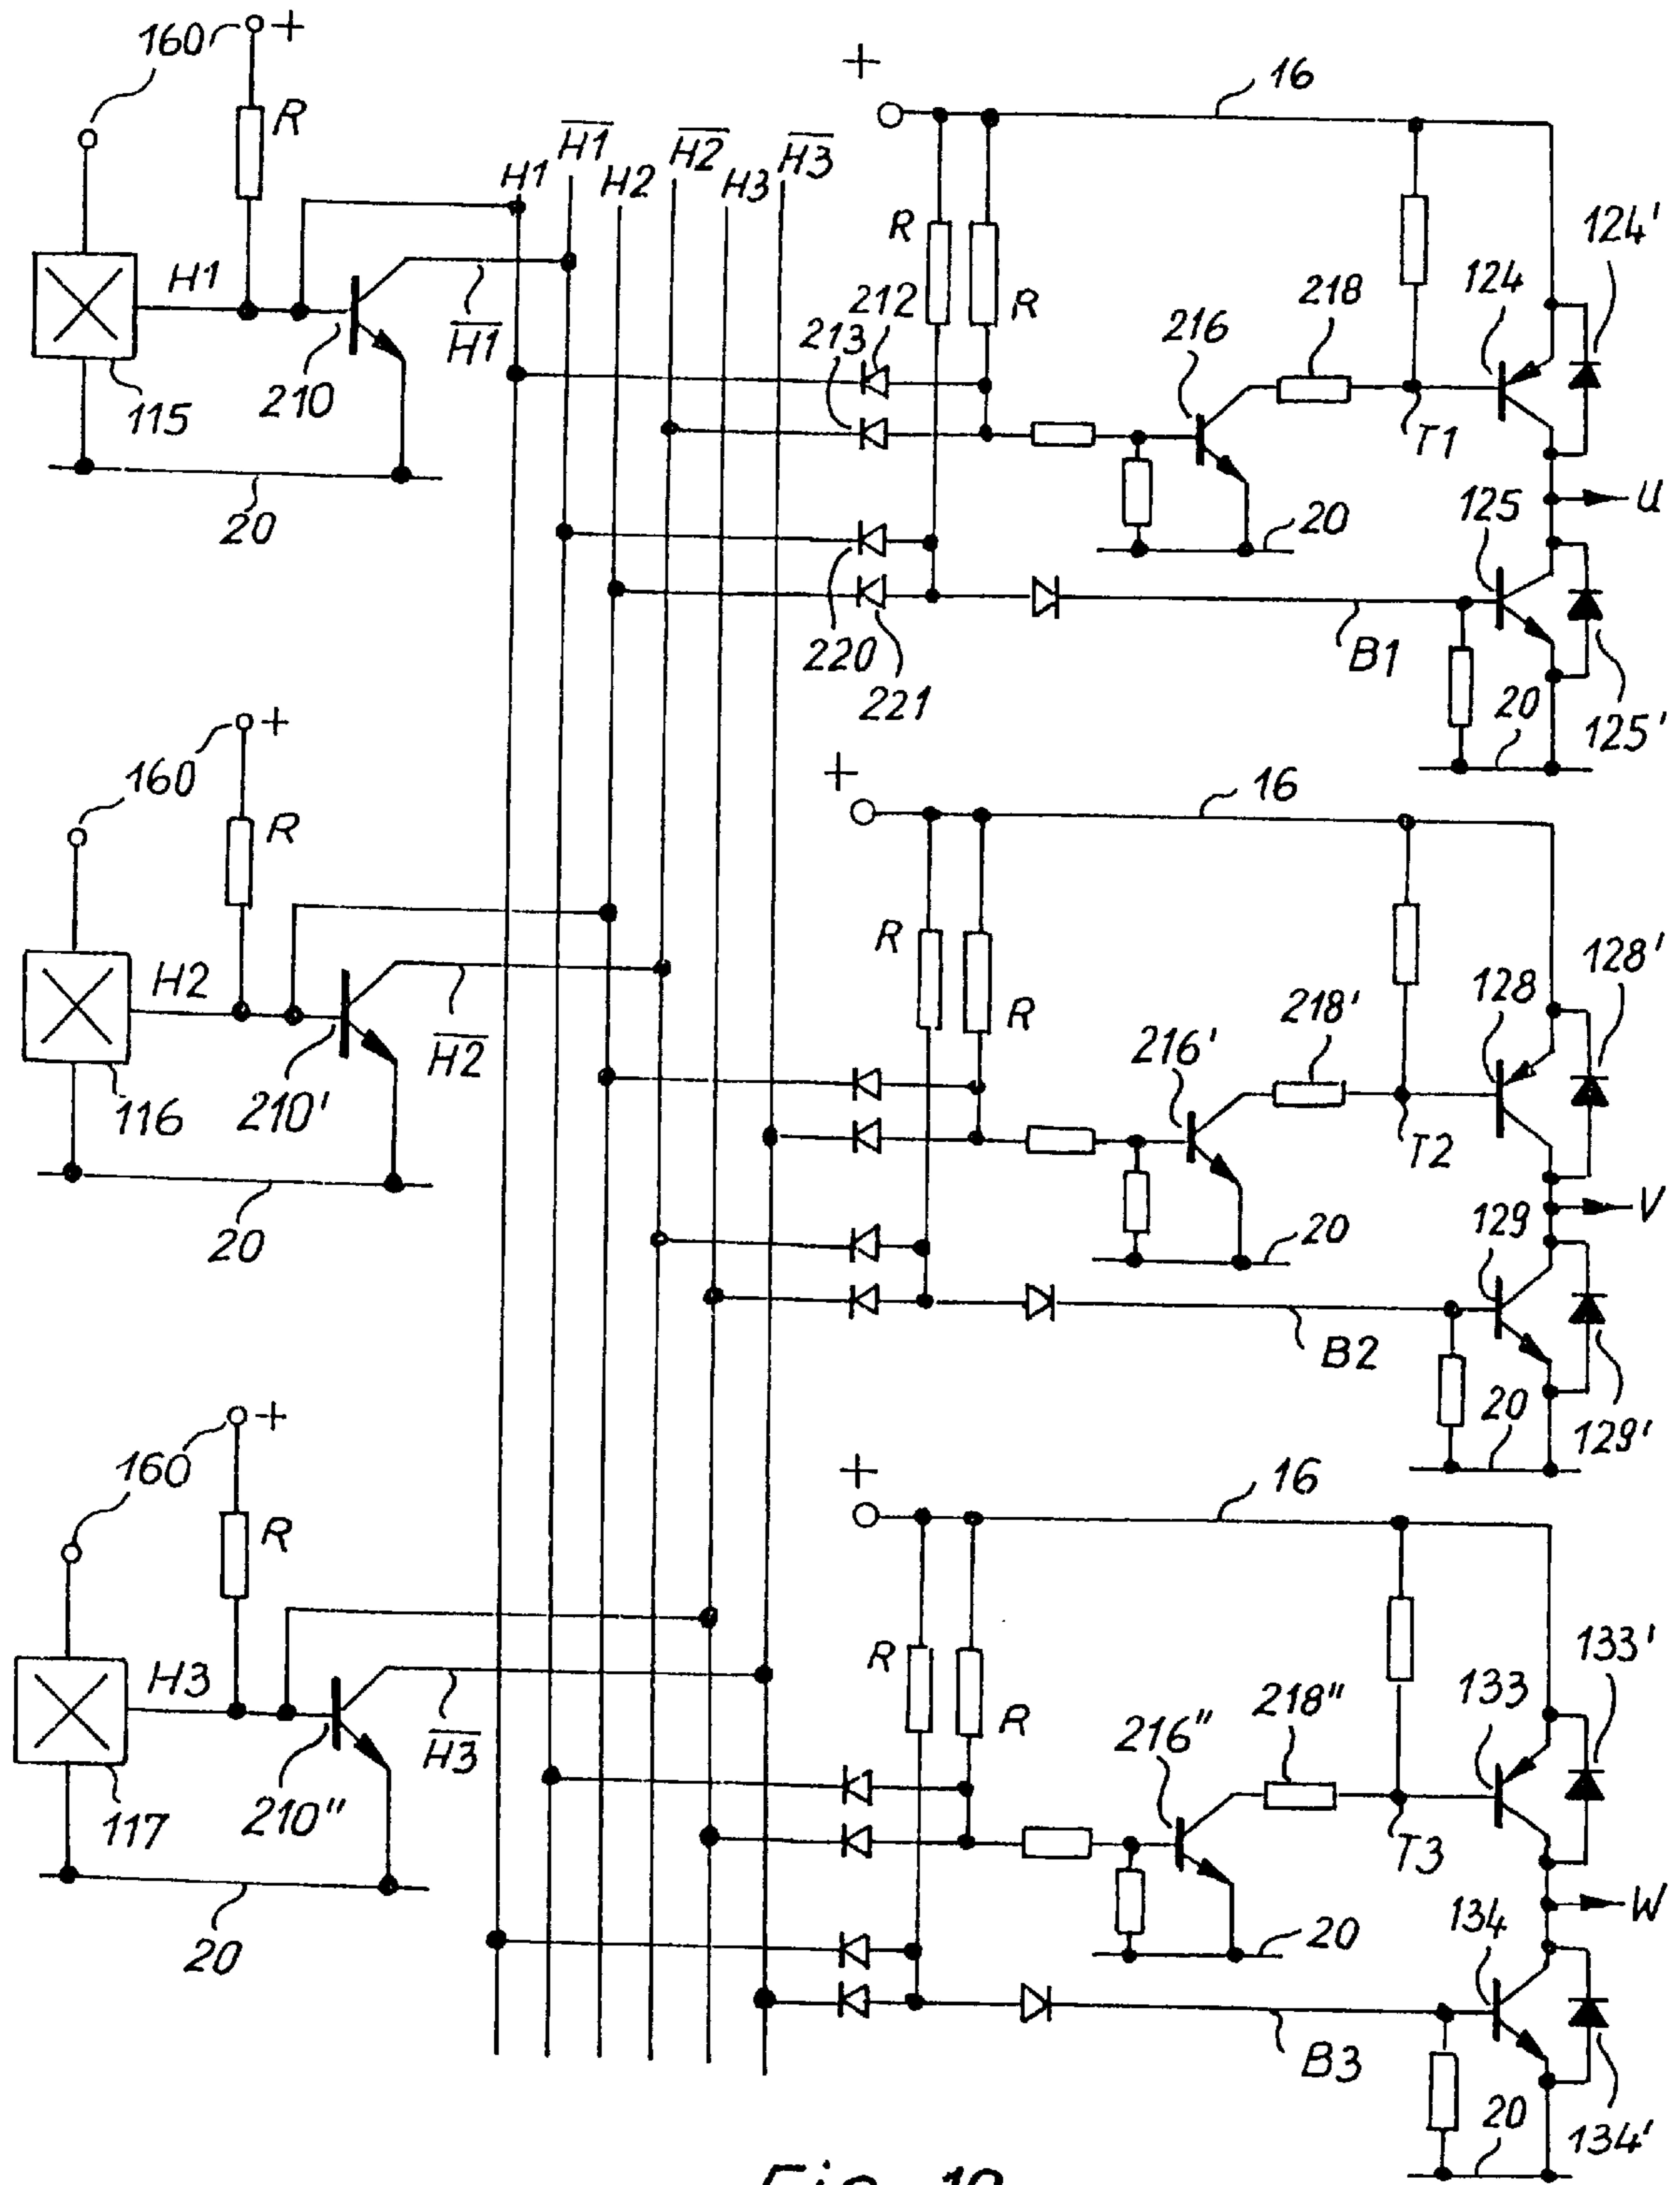 160 +
R
H1
H1
115
210
20
H1 H1 H2 H2 H3 H3
+
16
R
R
212
213
216
218
T1
124
124'
U
20
125
220
221
B1
20
125'
160 +
R
H2
H2
116
210'
20
+
16
R
R
216'
218'
T2
128
128'
V
20
129
B2
20
129'
160 +
R
H3
H3
117
210"
20
+
16
R
R
216"
218"
T3
133
133'
W
20
134
B3
20
134'